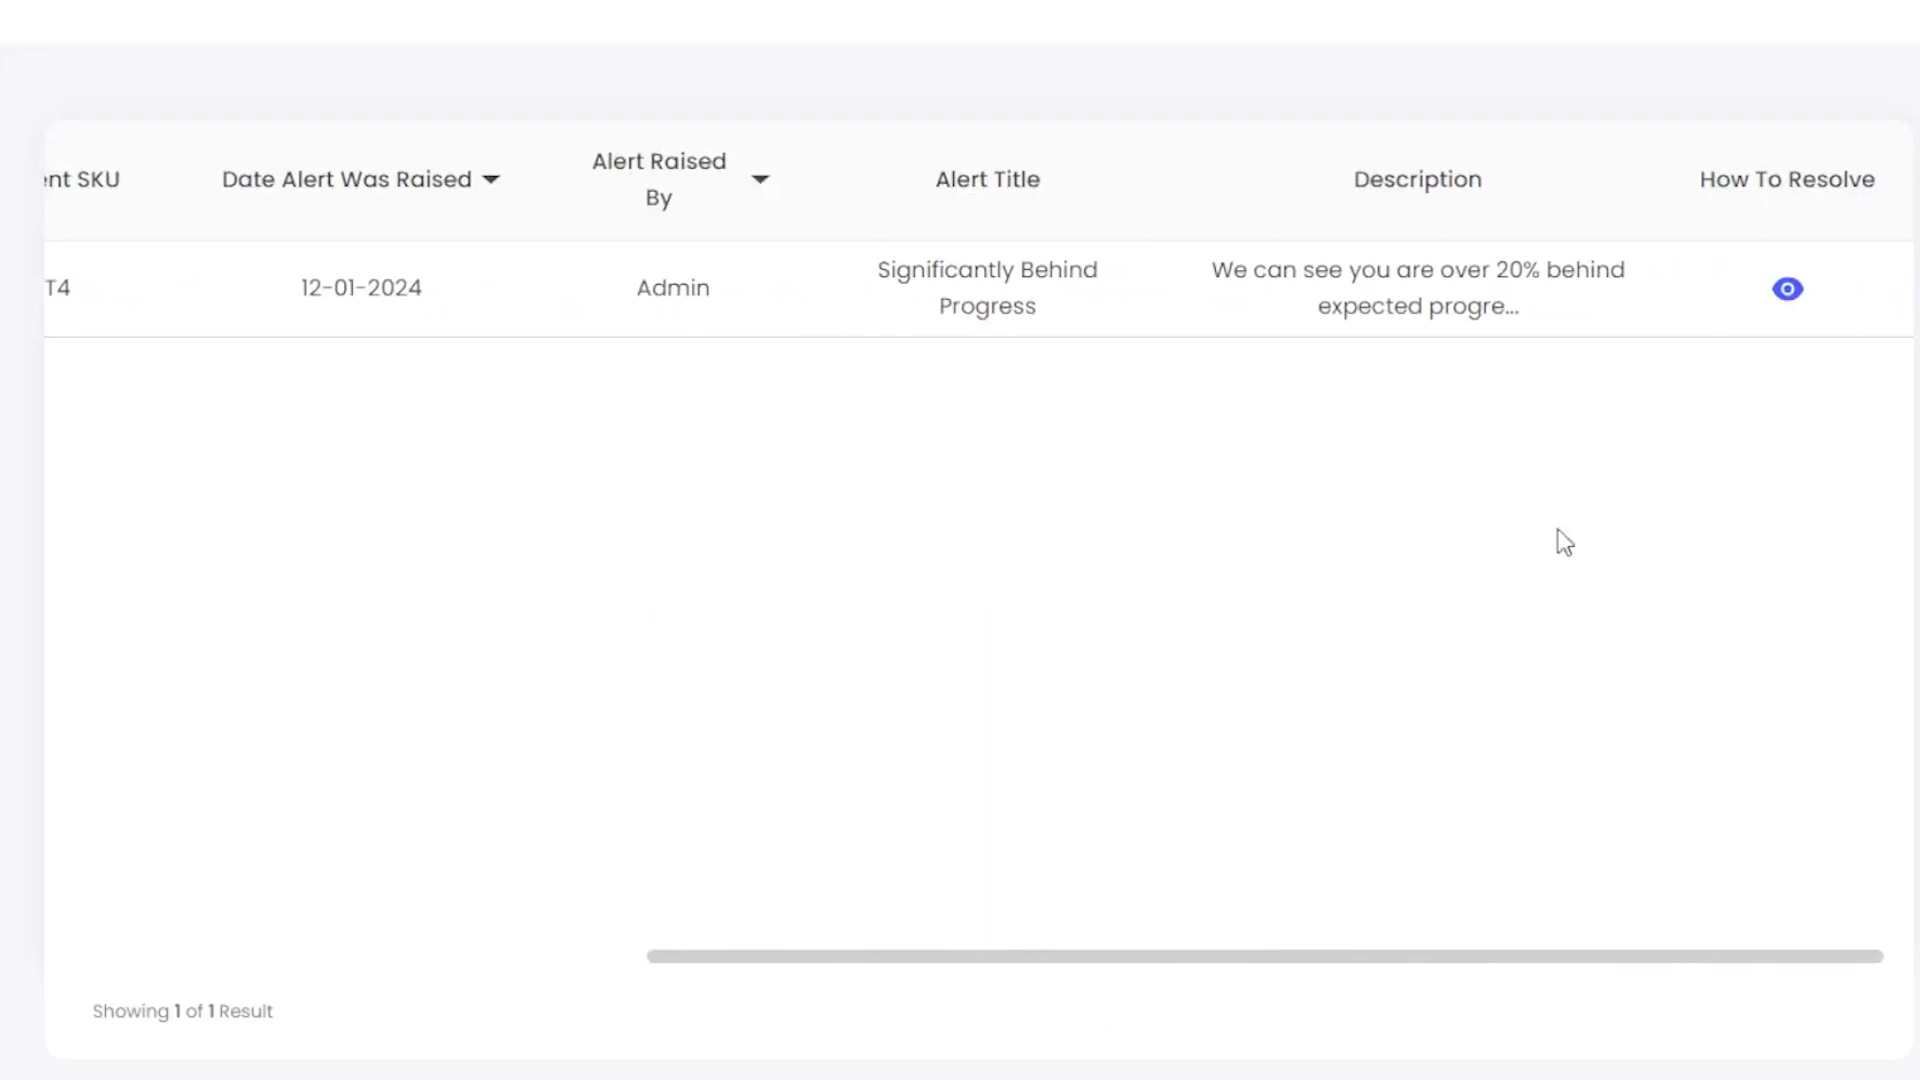 nt SKU
Date Alert Was Raised
Alert Raised
By
Alert Title
Description
How To Resolve
T4
12-01-2024
Admin
Significantly Behind
Progress
We can see you are over 20% behind
expected progre...
Showing 1 of 1 Result